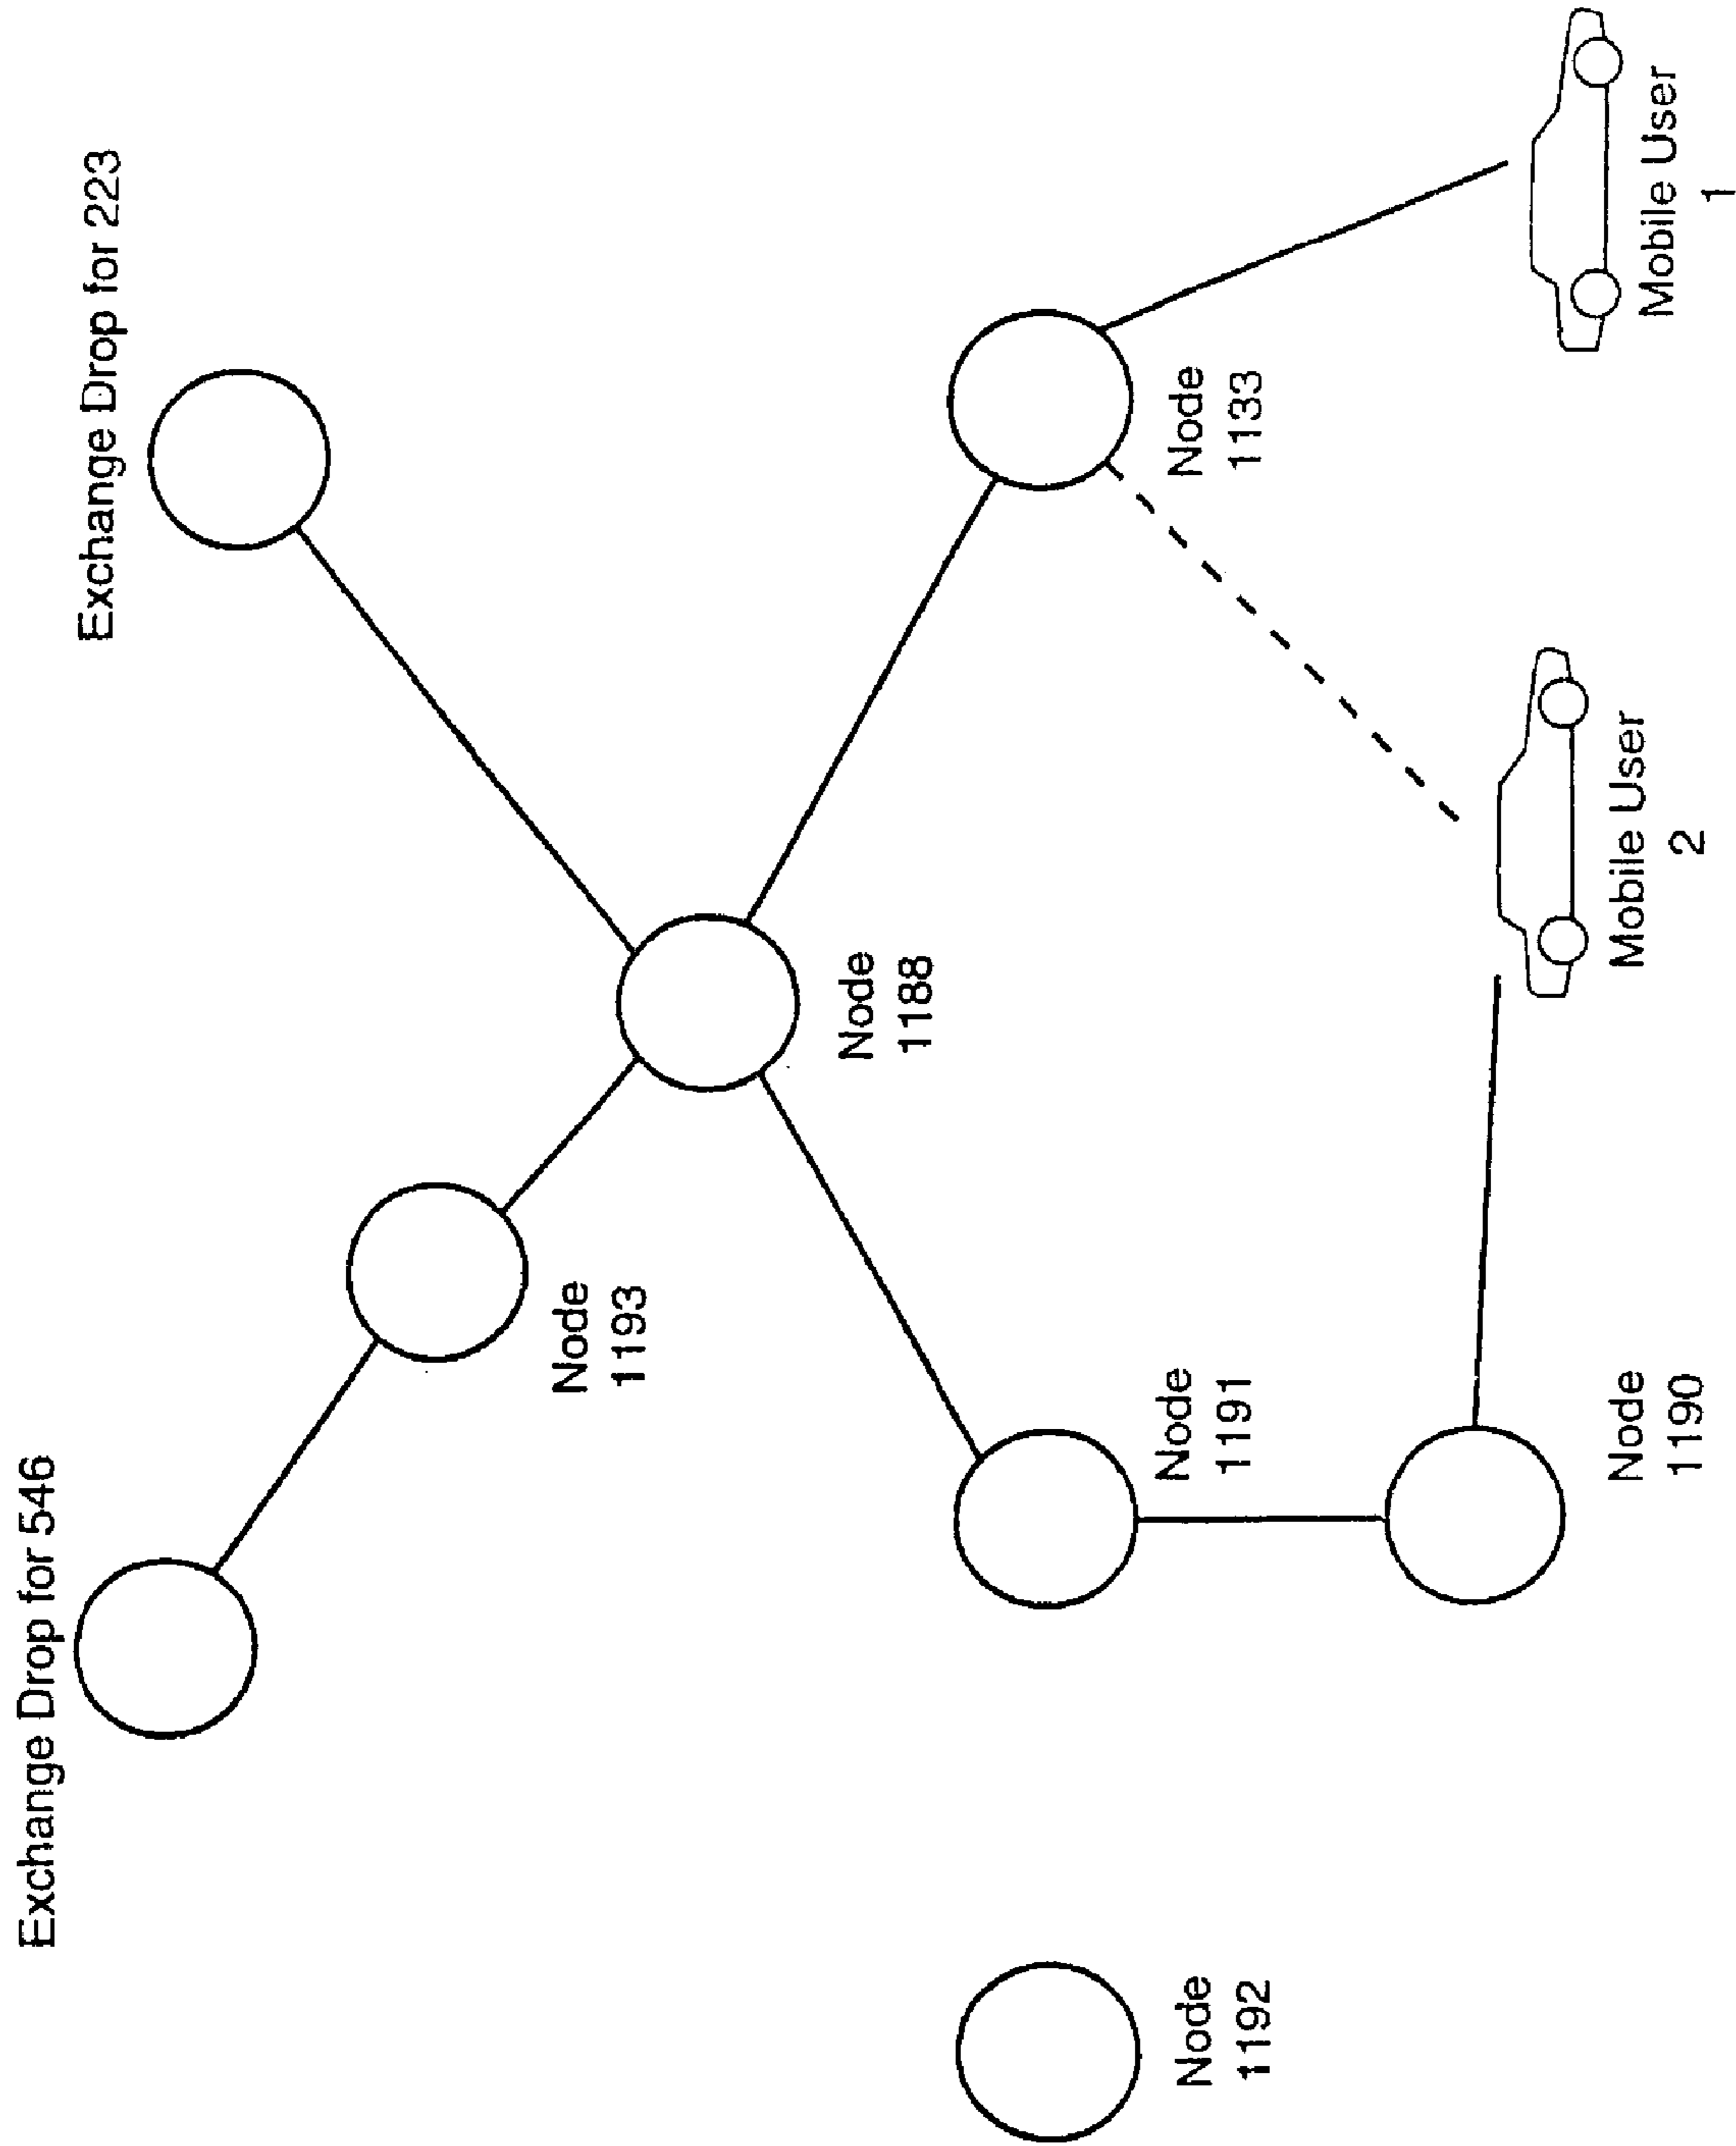 Exchange Drop for 546
Exchange Drop for 223
Node
1193
Node
1188
Node
1192
Node
1191
Node
1133
Node
1190
Mobile User
2
Mobile User
1